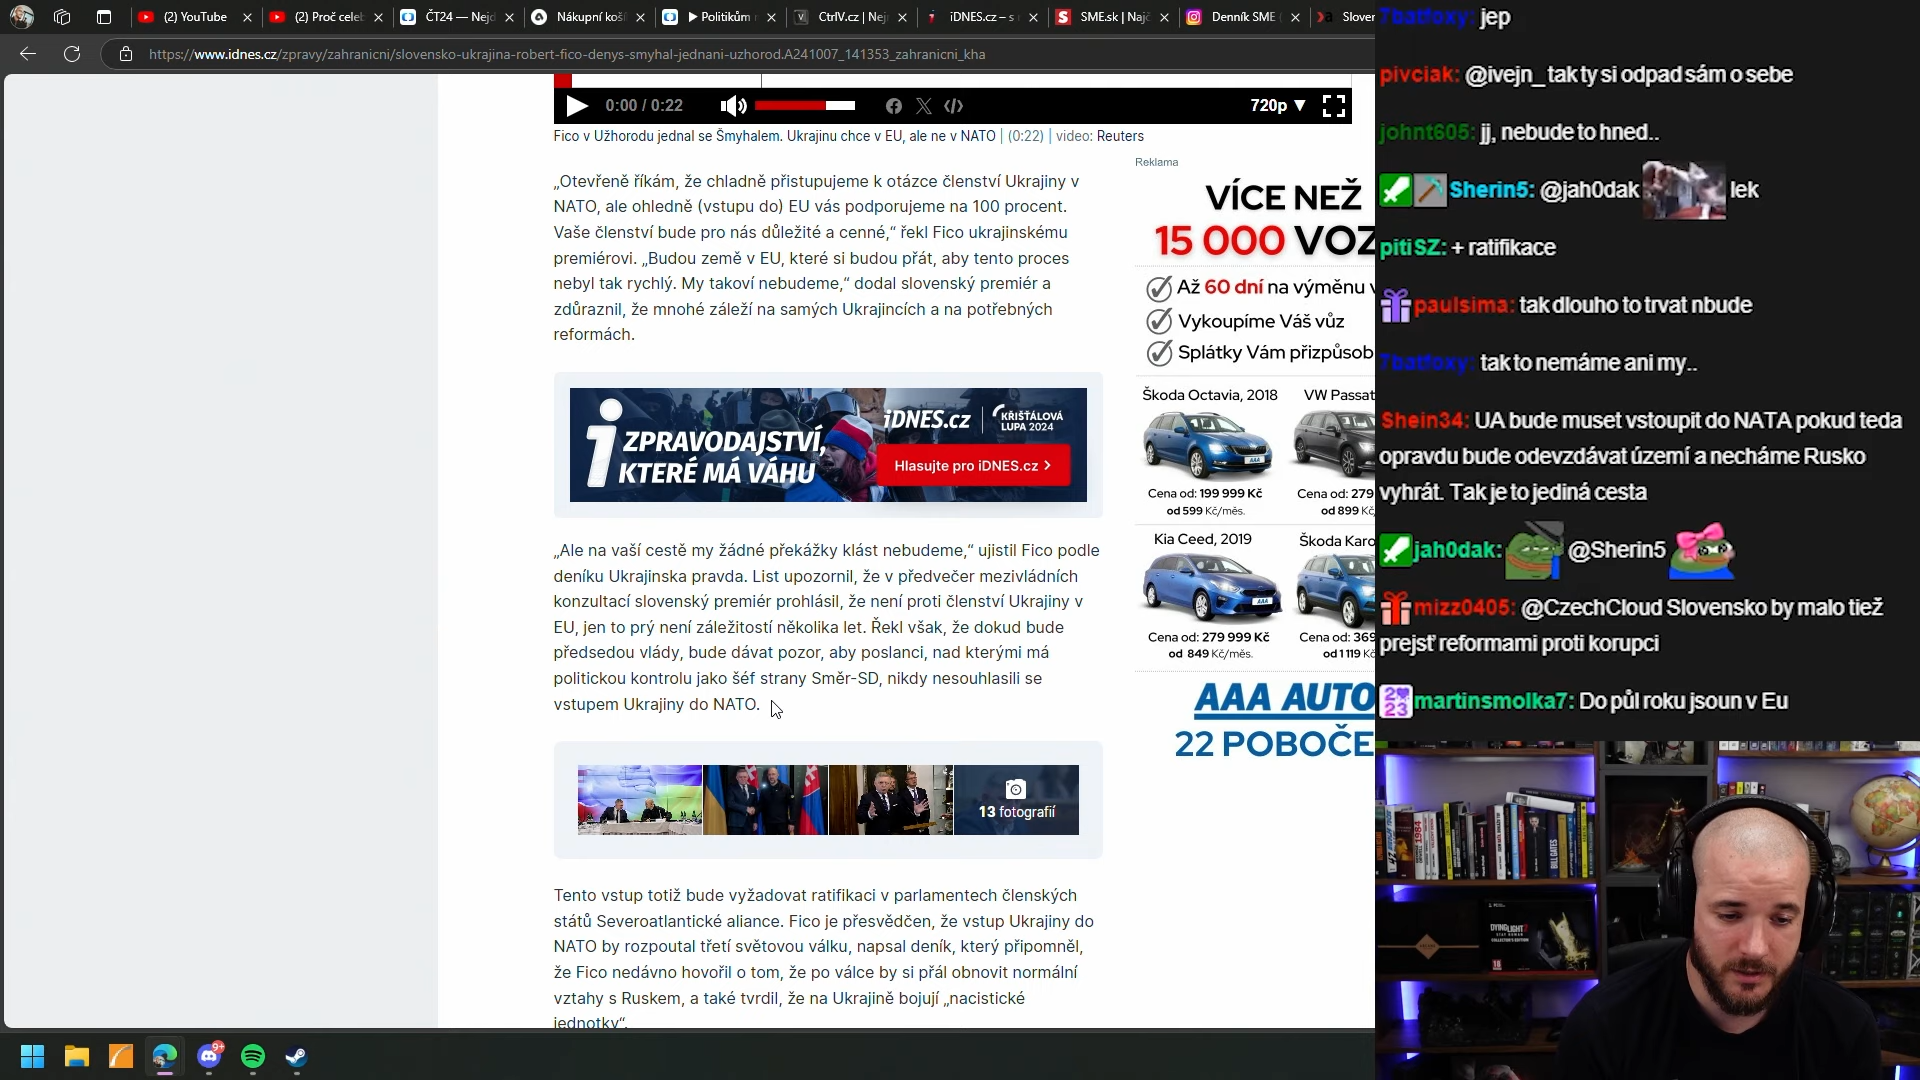 (2) YouTube
(2) Proč celeb
ČT24 — Nejd
Nákupní koší
▶ Politikům r
CtrlV.cz | Nej
iDNES.cz – s
SME.sk | Najč
Denník SME (
Slover
https://www.idnes.cz/zpravy/zahranicni/slovensko-ukrajina-robert-fico-denys-smyhal-jednani-uzhorod.A241007_141353_zahranicni_kha
0:00 / 0:22
720p ▼
Fico v Užhorodu jednal se Šmyhalem. Ukrajinu chce v EU, ale ne v NATO | (0:22) | video: Reuters
„Otevřeně říkám, že chladně přistupujeme k otázce členství Ukrajiny v
NATO, ale ohledně (vstupu do) EU vás podporujeme na 100 procent.
Vaše členství bude pro nás důležité a cenné,“ řekl Fico ukrajinskému
premiérovi. „Budou země v EU, které si budou přát, aby tento proces
nebyl tak rychlý. My takoví nebudeme,“ dodal slovenský premiér a
zdůraznil, že mnohé záleží na samých Ukrajincích a na potřebných
reformách.
ZPRAVODAJSTVÍ,
KTERÉ MÁ VÁHU
iDNES.cz
KŘIŠŤÁLOVÁ
LUPA 2024
Hlasujte pro iDNES.cz >
„Ale na vaší cestě my žádné překážky klást nebudeme,“ ujistil Fico podle
deníku Ukrajinska pravda. List upozornil, že v předvečer mezivládních
konzultací slovenský premiér prohlásil, že není proti členství Ukrajiny v
EU, jen to prý není záležitostí několika let. Řekl však, že dokud bude
předsedou vlády, bude dávat pozor, aby poslanci, nad kterými má
politickou kontrolu jako šéf strany Směr-SD, nikdy nesouhlasili se
vstupem Ukrajiny do NATO.
13 fotografií
Tento vstup totiž bude vyžadovat ratifikaci v parlamentech členských
států Severoatlantické aliance. Fico je přesvědčen, že vstup Ukrajiny do
NATO by rozpoutal třetí světovou válku, napsal deník, který připomněl,
že Fico nedávno hovořil o tom, že po válce by si přál obnovit normální
vztahy s Ruskem, a také tvrdil, že na Ukrajině bojují „nacistické
jednotky“.
Reklama
VÍCE NEŽ
15 000 VOZ
Až 60 dní na výměnu v
Vykoupíme Váš vůz
Splátky Vám přizpůsob
Škoda Octavia, 2018
VW Passat
Cena od: 199 999 Kč
od 599 Kč/měs.
Cena od: 279
od 899 Kč
Kia Ceed, 2019
Škoda Karo
Cena od: 279 999 Kč
od 849 Kč/měs.
Cena od: 369
od 1 119 Kč
AAA AUTO
22 POBOČE
7batfoxy: jep
pivciak: @ivejn_ tak ty si odpad sám o sebe
johnt605: jj, nebude to hned..
Sherin5: @jah0dak lek
pitiSZ: + ratifikace
paulsima: tak dlouho to trvat nbude
7batfoxy: tak to nemáme ani my..
Shein34: UA bude muset vstoupit do NATA pokud teda
opravdu bude odevzdávat území a necháme Rusko
vyhrát. Tak je to jediná cesta
jah0dak: @Sherin5
mizz0405: @CzechCloud Slovensko by malo tiež
prejsť reformami proti korupci
martinsmolka7: Do půl roku jsoun v Eu
1984
BILL GATES
DYING LIGHT 2
COLLECTOR'S EDITION
18
9+